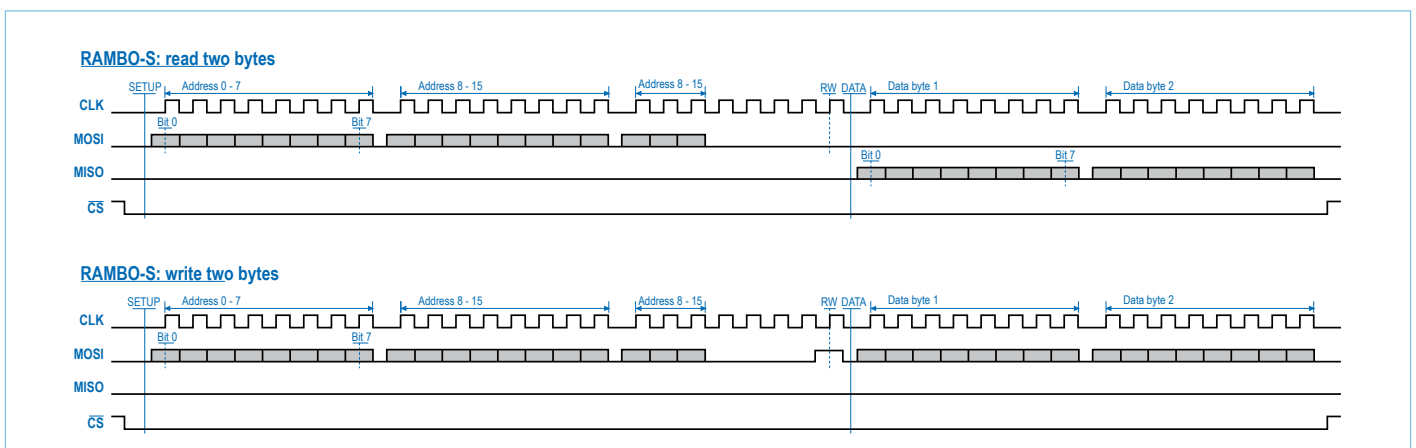 RAMBO-S: read two bytes
SETUP Address 0 - 7 Address 8 - 15 Address 8 - 15 RW DATA Data byte 1 Data byte 2
CLK
Bit 0 Bit 7
MOSI
Bit 0 Bit 7
MISO
CS
RAMBO-S: write two bytes
SETUP Address 0 - 7 Address 8 - 15 Address 8 - 15 RW DATA Data byte 1 Data byte 2
CLK
Bit 0 Bit 7
MOSI
MISO
CS